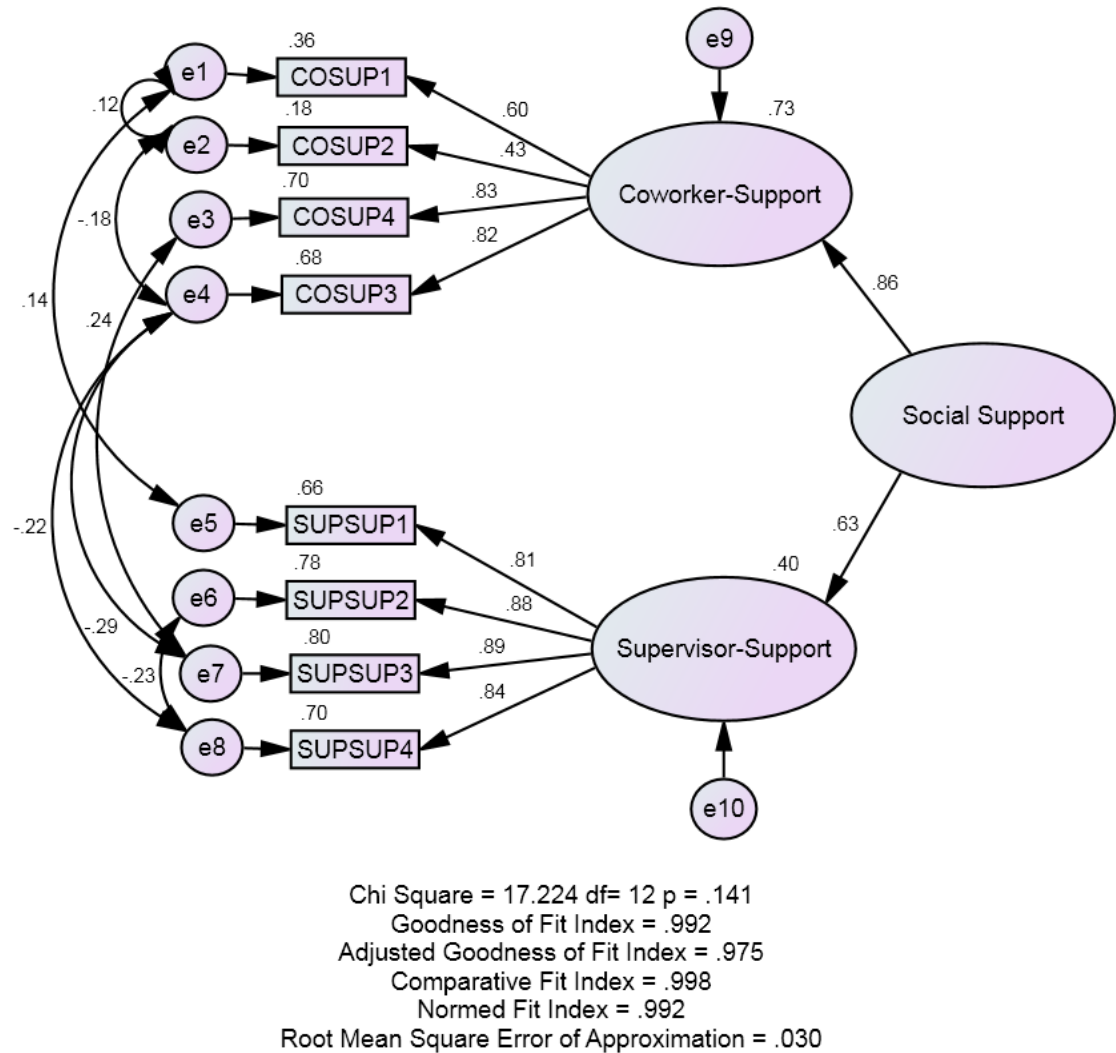 e9
.36
e1
COSUP1
.73
.12
.18
.60
e2
COSUP2
.43
.70
.83
Coworker-Support
-.18
e3
COSUP4
.82
.68
e4
COSUP3
.86
.14
.24
Social Support
.66
e5
SUPSUP1
.63
.78
.81
.40
e6
SUPSUP2
.88
-.22
.80
-.29
.89
Supervisor-Support
-.23
e7
SUPSUP3
.84
.70
e8
SUPSUP4
e10
Chi Square = 17.224 df= 12 p = .141
Goodness of Fit Index = .992
Adjusted Goodness of Fit Index = .975
Comparative Fit Index = .998
Normed Fit Index = .992
Root Mean Square Error of Approximation = .030